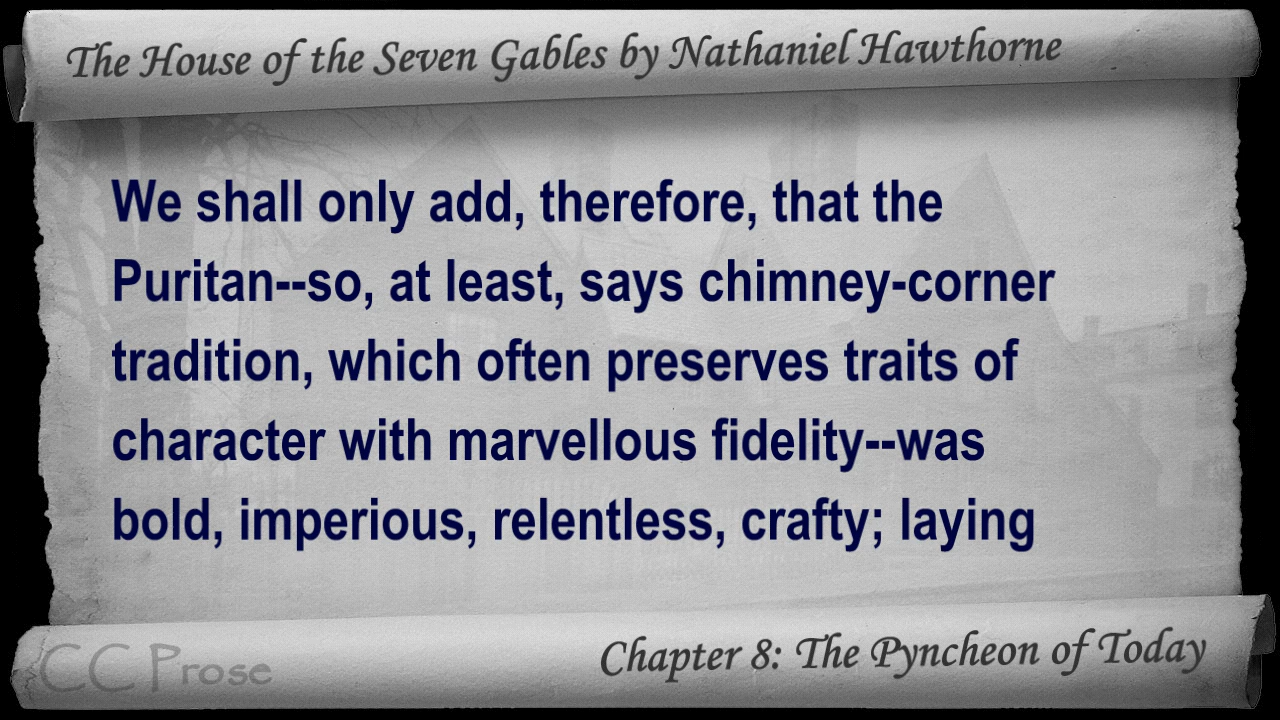 The House of the Seven Gables by Nathaniel Hawthorne
We shall only add, therefore, that the
Puritan--so, at least, says chimney-corner
tradition, which often preserves traits of
character with marvellous fidelity--was
bold, imperious, relentless, crafty; laying
CC Prose
Chapter 8: The Pyncheon of Today